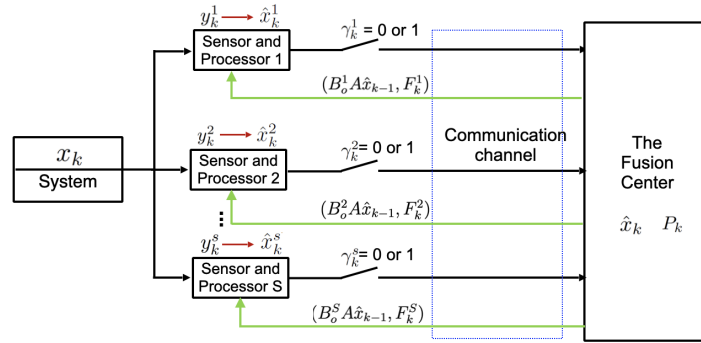 y_k^1 → x̂_k^1
Sensor and
Processor 1
γ_k^1 = 0 or 1
(B_o^1 A x̂_{k-1}, F_k^1)
x_k
System
y_k^2 → x̂_k^2
Sensor and
Processor 2
γ_k^2 = 0 or 1
(B_o^2 A x̂_{k-1}, F_k^2)
Communication
channel
The
Fusion
Center
x̂_k P_k
⋮
y_k^s → x̂_k^s
Sensor and
Processor S
γ_k^s = 0 or 1
(B_o^S A x̂_{k-1}, F_k^S)